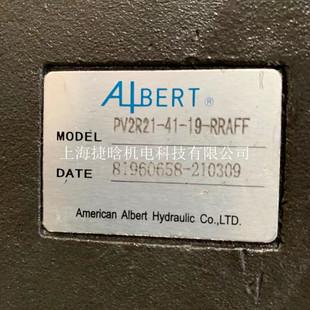 ALBERT®
MODEL PV2R21-41-19-RRAFF
上海捷晗机电科技有限公司
DATE 81960658-210309
American Albert Hydraulic Co.,LTD.